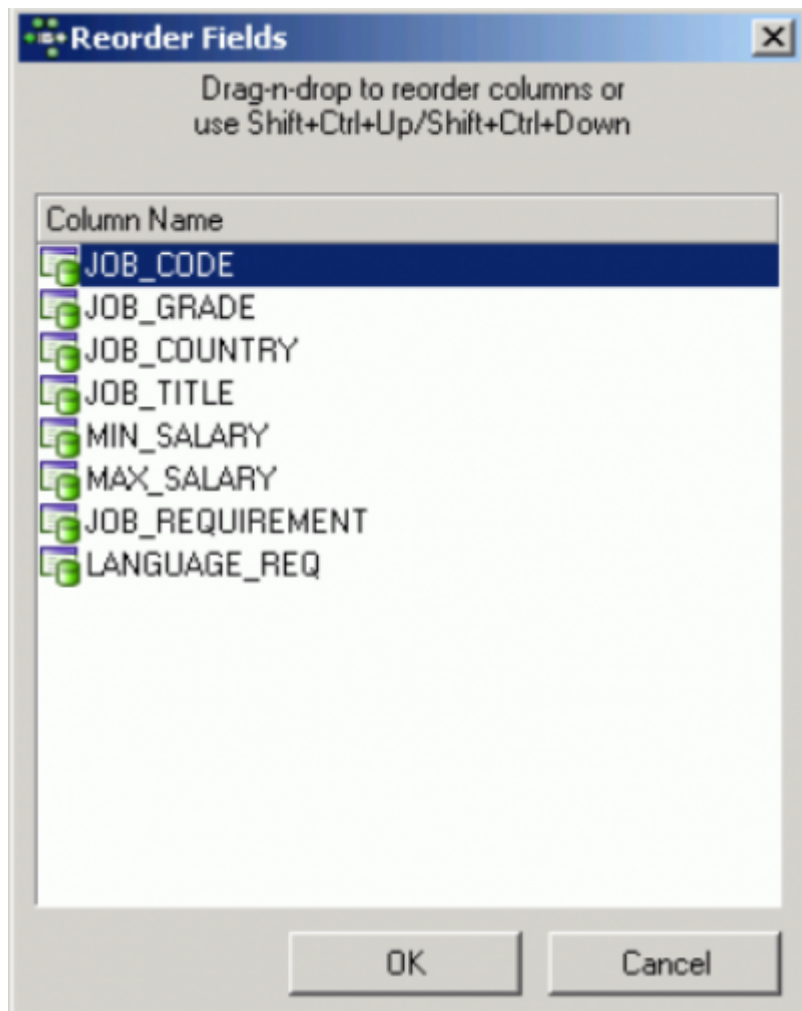 Reorder Fields
Drag-n-drop to reorder columns or
use Shift+Ctrl+Up/Shift+Ctrl+Down
Column Name
JOB_CODE
JOB_GRADE
JOB_COUNTRY
JOB_TITLE
MIN_SALARY
MAX_SALARY
JOB_REQUIREMENT
LANGUAGE_REQ
OK Cancel